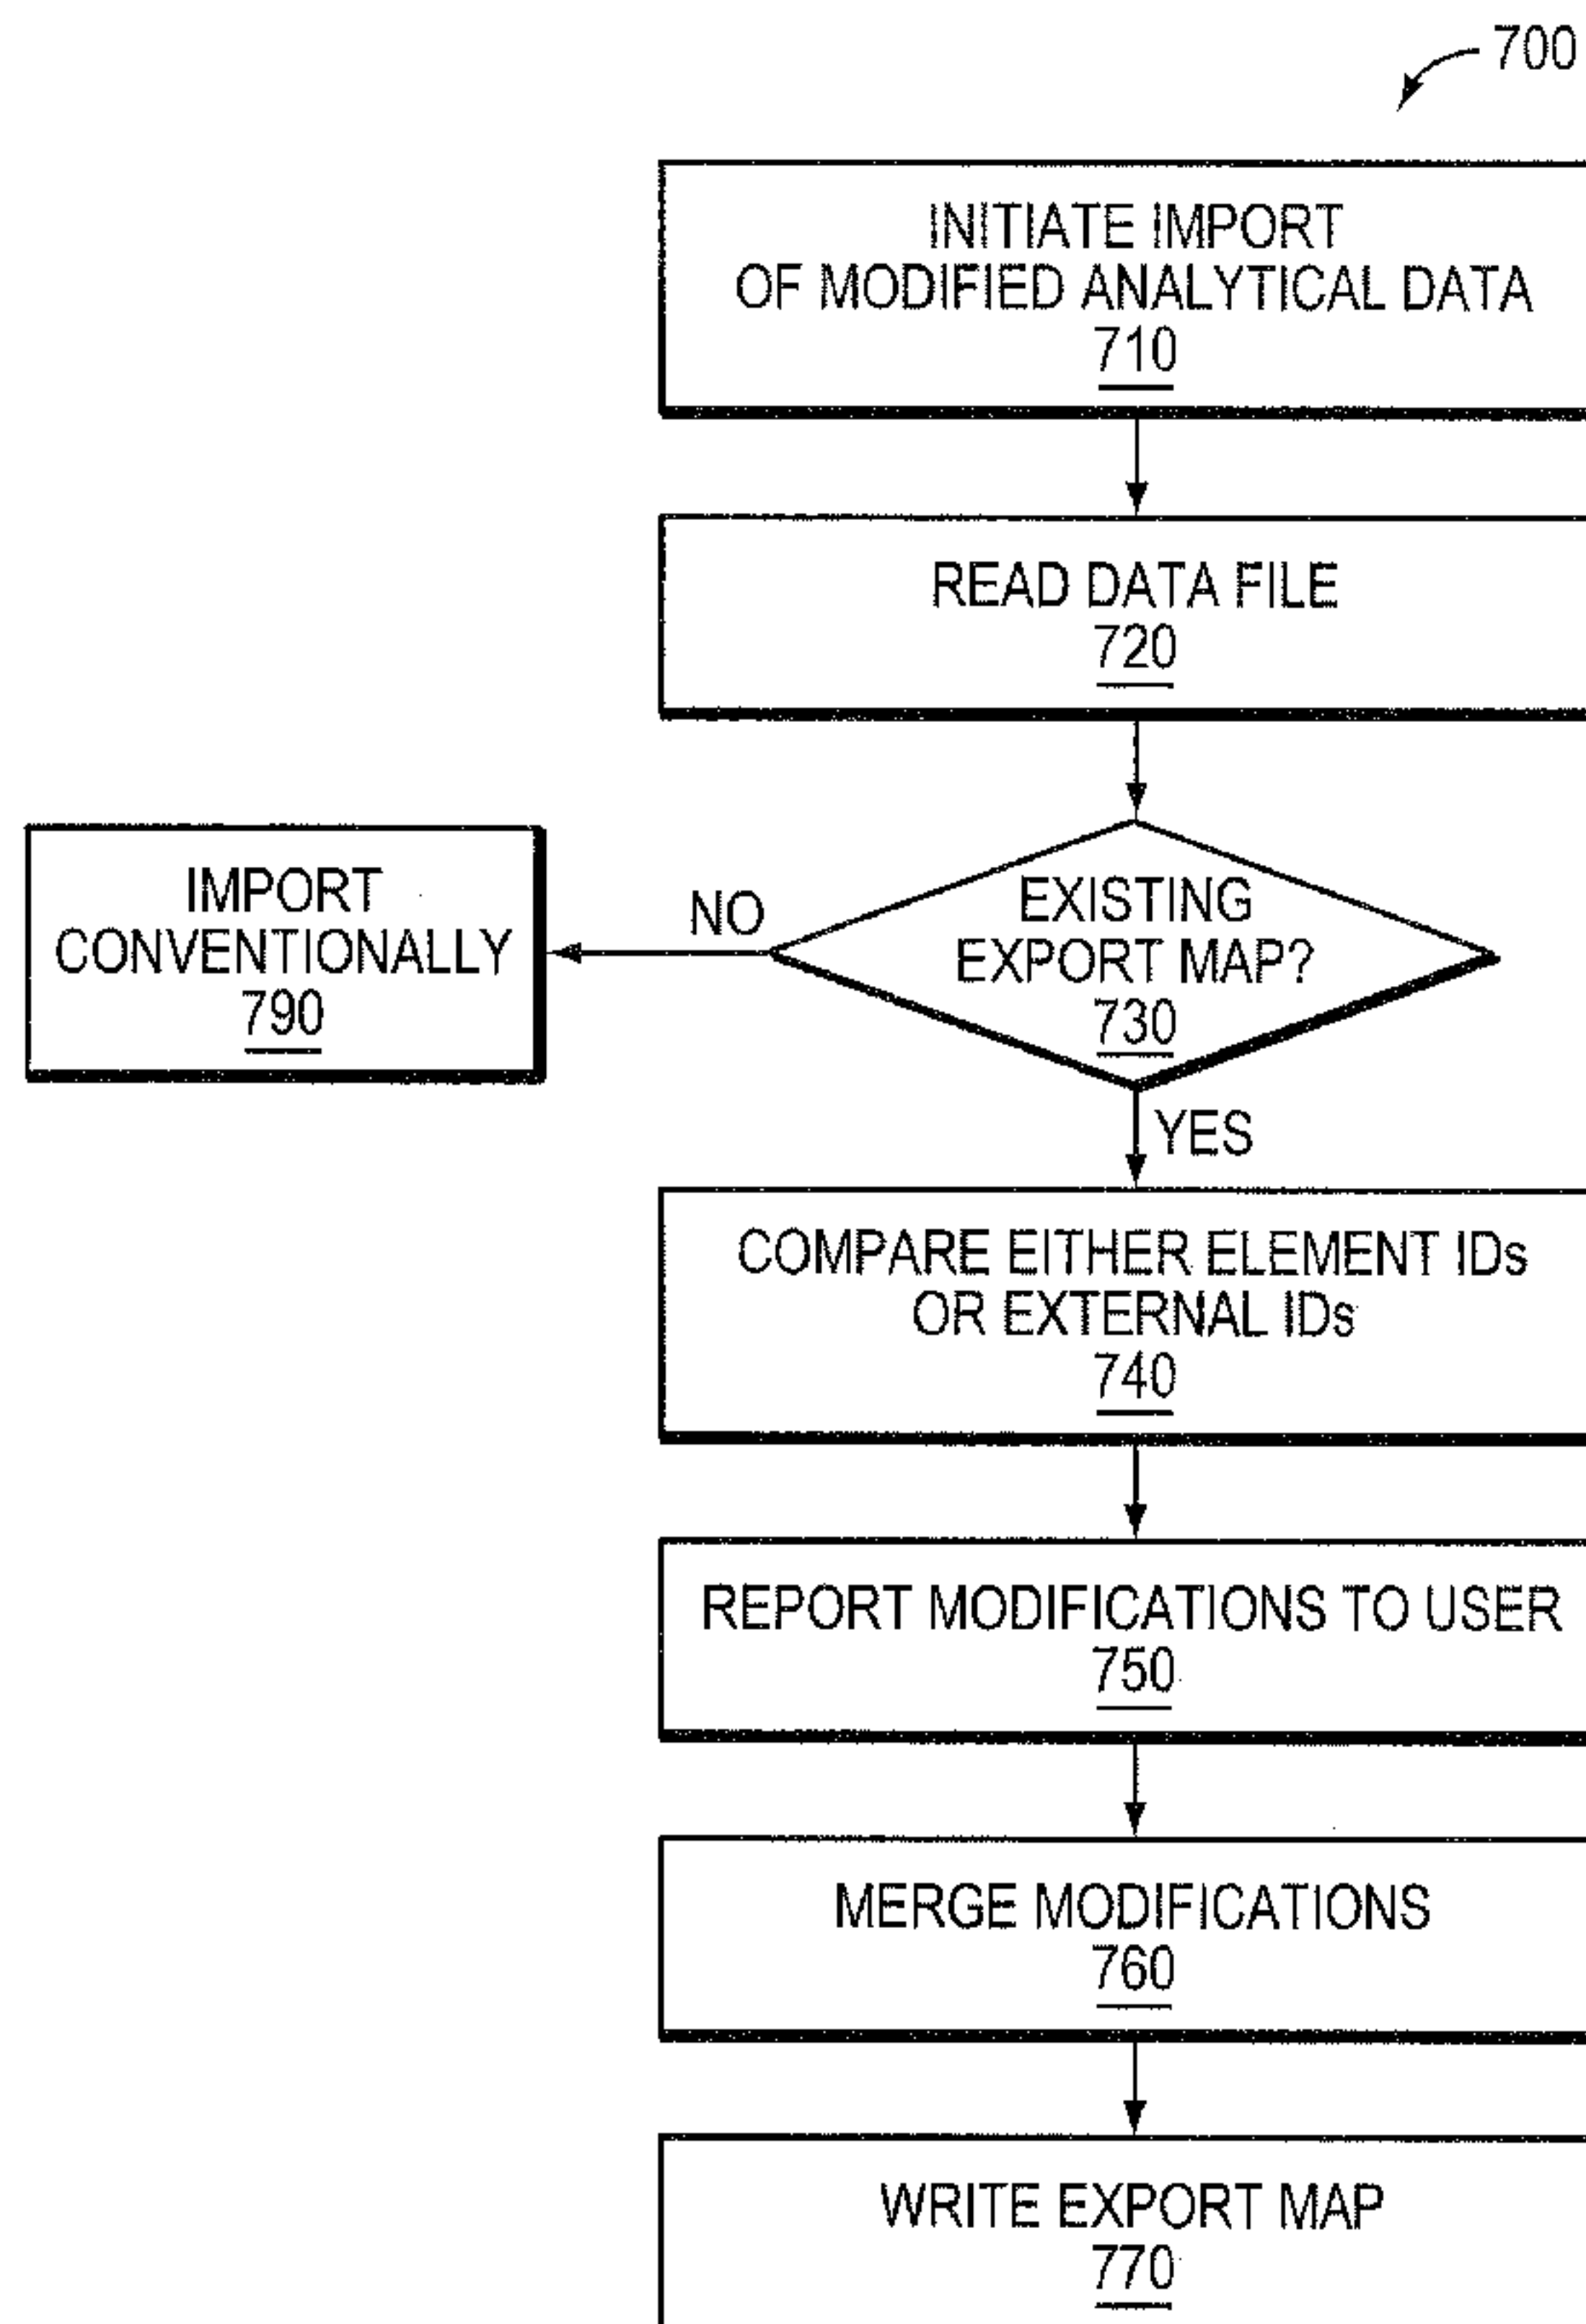 700
INITIATE IMPORT
OF MODIFIED ANALYTICAL DATA
710
READ DATA FILE
720
EXISTING
EXPORT MAP?
730
NO
IMPORT
CONVENTIONALLY
790
YES
COMPARE EITHER ELEMENT IDs
OR EXTERNAL IDs
740
REPORT MODIFICATIONS TO USER
750
MERGE MODIFICATIONS
760
WRITE EXPORT MAP
770